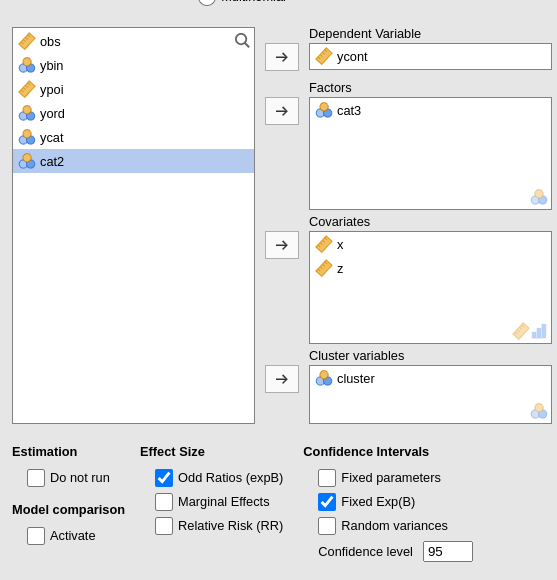 Multinomial
obs
ybin
ypoi
yord
ycat
cat2
Dependent Variable
ycont
Factors
cat3
Covariates
x
z
Cluster variables
cluster
Estimation
Do not run
Model comparison
Activate
Effect Size
Odd Ratios (expB)
Marginal Effects
Relative Risk (RR)
Confidence Intervals
Fixed parameters
Fixed Exp(B)
Random variances
Confidence level 95